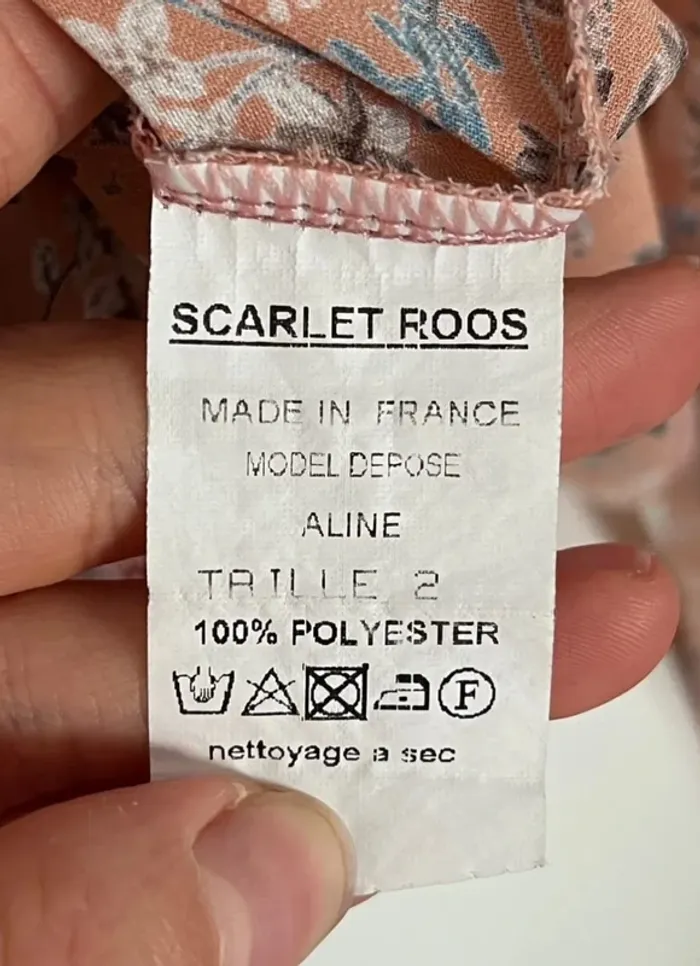 SCARLET ROOS
MADE IN FRANCE
MODEL DEPOSE
ALINE
TAILLE 2
100% POLYESTER
F
nettoyage a sec